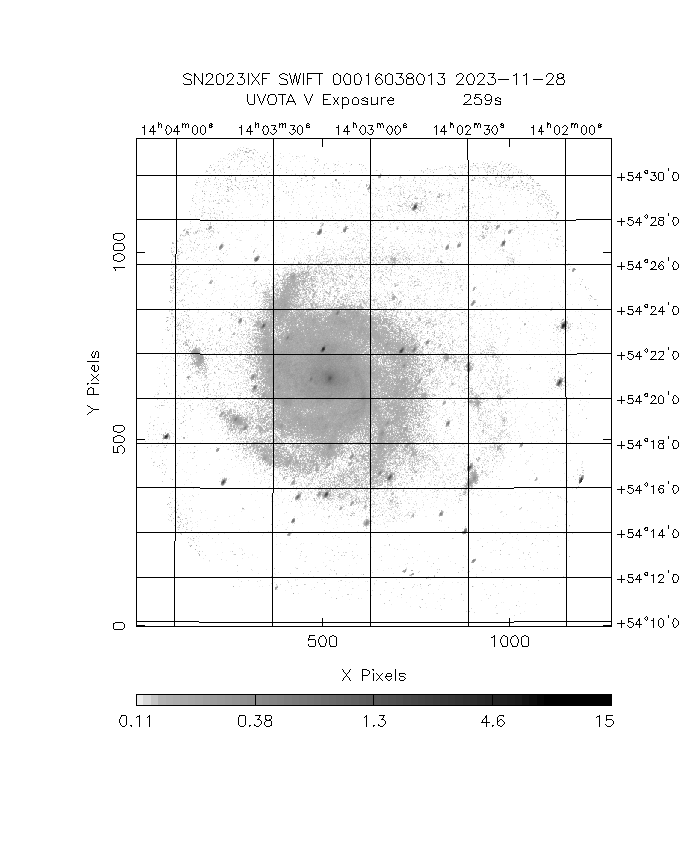 SN2023IXF SWIFT 00016038013 2023-11-28
UVOTA V Exposure 259s
14ʰ04ᵐ00ˢ 14ʰ03ᵐ30ˢ 14ʰ03ᵐ00ˢ 14ʰ02ᵐ30ˢ 14ʰ02ᵐ00ˢ
+54°30'0
+54°28'0
1000
+54°26'0
+54°24'0
+54°22'0
Y Pixels
+54°20'0
500
+54°18'0
+54°16'0
+54°14'0
+54°12'0
0
+54°10'0
500 1000
X Pixels
0.11 0.38 1.3 4.6 15